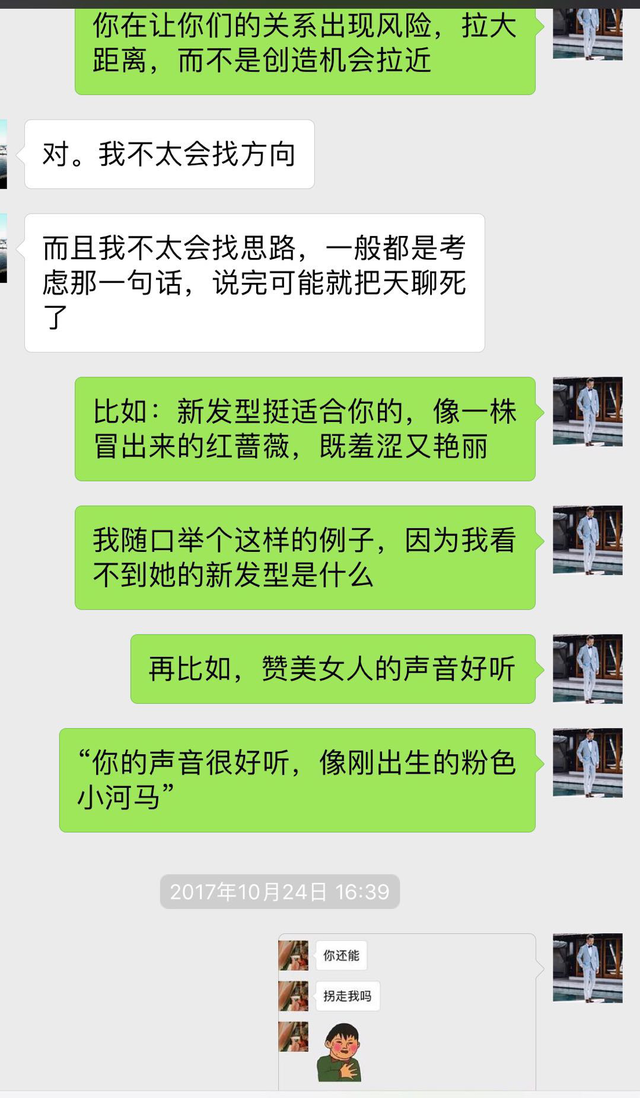 你在让你们的关系出现风险，拉大
距离，而不是创造机会拉近
对。我不太会找方向
而且我不太会找思路，一般都是考
虑那一句话，说完可能就把天聊死
了
比如：新发型挺适合你的，像一株
冒出来的红蔷薇，既羞涩又艳丽
我随口举个这样的例子，因为我看
不到她的新发型是什么
再比如，赞美女人的声音好听
“你的声音很好听，像刚出生的粉色
小河马”
2017年10月24日 16:39
你还能
拐走我吗